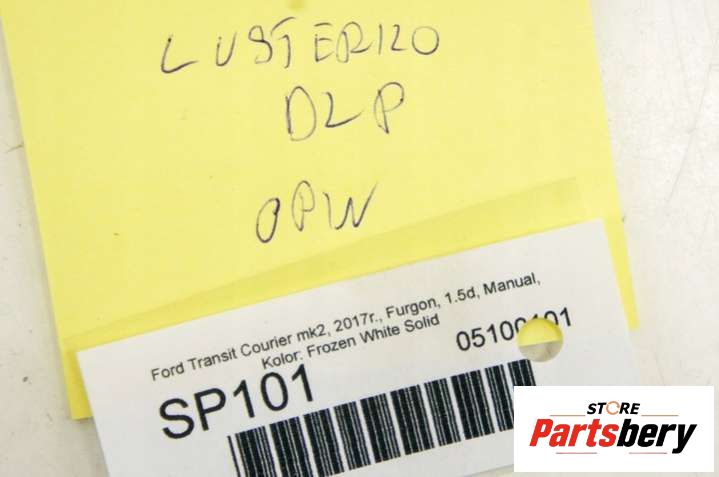 LUSTERKO
DLP
OPW
Ford Transit Courier mk2, 2017r., Furgon, 1.5d, Manual,
Kolor: Frozen White Solid
SP101
STORE
Partsbery